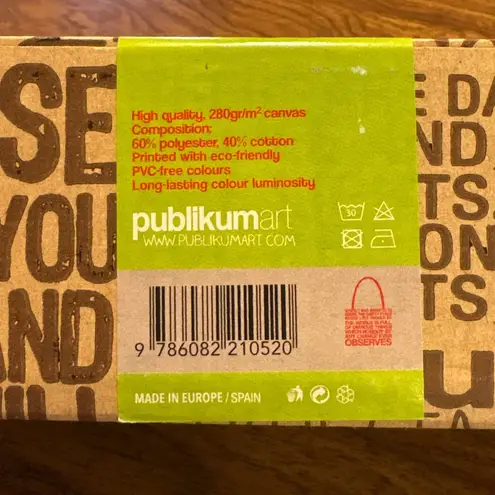 SE
YOU
AND
High quality, 280gr/m² canvas
Composition:
60% polyester, 40% cotton
Printed with eco-friendly
PVC-free colours
Long-lasting colour luminosity
publikumart
WWW.PUBLIKUMART.COM
30
9 786082 210520
OBSERVES
MADE IN EUROPE / SPAIN
E DA
ND
TS
ON
TS
u